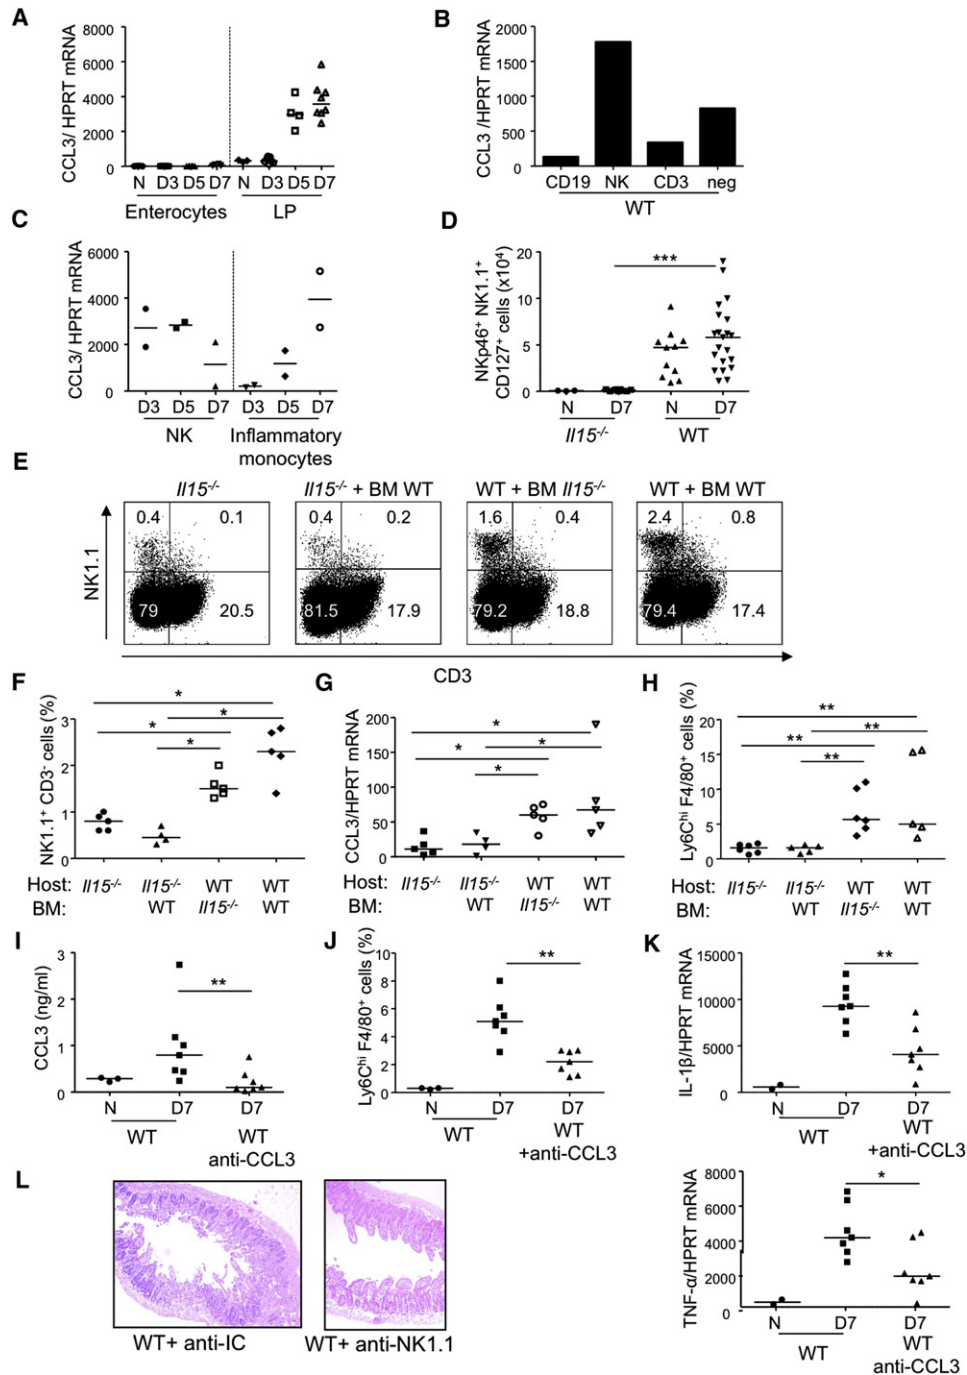 A
CCL3/ HPRT mRNA
8000
6000
4000
2000
0
N D3 D5 D7 N D3 D5 D7
Enterocytes LP
B
CCL3 /HPRT mRNA
2000
1500
1000
500
0
CD19 NK CD3 neg
WT
C
CCL3/ HPRT mRNA
6000
4000
2000
0
D3 D5 D7 D3 D5 D7
NK Inflammatory
monocytes
D
NKp46⁺ NK1.1⁺
CD127⁺ cells (x10⁴)
20
15
10
5
0
***
N D7 N D7
Il15⁻/⁻ WT
E
Il15⁻/⁻ Il15⁻/⁻ + BM WT WT + BM Il15⁻/⁻ WT + BM WT
NK1.1
0.4 0.1 0.4 0.2 1.6 0.4 2.4 0.8
79 20.5 81.5 17.9 79.2 18.8 79.4 17.4
CD3
F
NK1.1⁺ CD3⁻ cells (%)
3
2
1
0
*
* *
*
Host: Il15⁻/⁻ Il15⁻/⁻ WT WT
BM: WT Il15⁻/⁻ WT
G
CCL3/HPRT mRNA
200
150
100
50
0
*
* *
*
Host: Il15⁻/⁻ Il15⁻/⁻ WT WT
BM: WT Il15⁻/⁻ WT
H
Ly6Cʰⁱ F4/80⁺ cells (%)
20
15
10
5
0
**
** **
**
Host: Il15⁻/⁻ Il15⁻/⁻ WT WT
BM: WT Il15⁻/⁻ WT
I
CCL3 (ng/ml)
3
2
1
0
**
N D7 D7
WT WT
anti-CCL3
J
Ly6Cʰⁱ F4/80⁺ cells (%)
10
8
6
4
2
0
**
N D7 D7
WT WT
+anti-CCL3
K
IL-1β/HPRT mRNA
15000
10000
5000
0
**
N D7 D7
WT WT
+anti-CCL3
TNF-α/HPRT mRNA
8000
6000
4000
2000
0
*
N D7 D7
WT WT
anti-CCL3
L
WT+ anti-IC WT+ anti-NK1.1